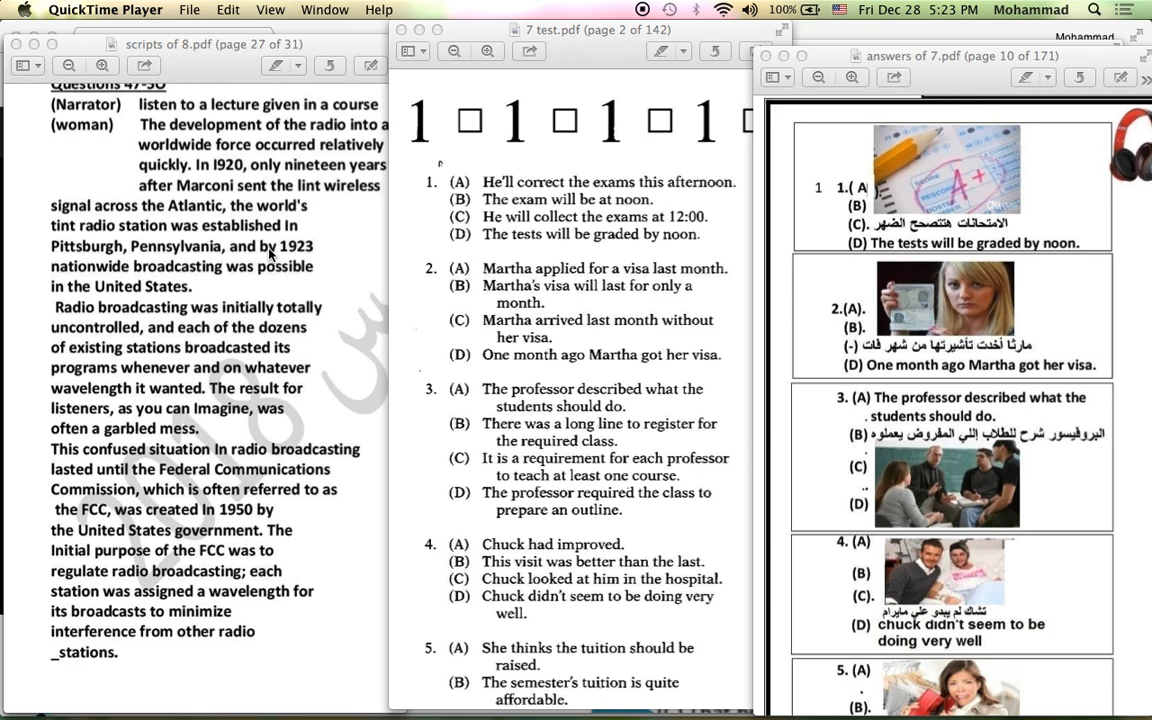 QuickTime Player File Edit View Window Help 100% Fri Dec 28 5:23 PM Mohammad
Mohammad
scripts of 8.pdf (page 27 of 31)
Questions 47-50
(Narrator) listen to a lecture given in a course
(woman) The development of the radio into a
worldwide force occurred relatively
quickly. In I920, only nineteen years
after Marconi sent the lint wireless
signal across the Atlantic, the world's
tint radio station was established In
Pittsburgh, Pennsylvania, and by 1923
nationwide broadcasting was possible
in the United States.
Radio broadcasting was initially totally
uncontrolled, and each of the dozens
of existing stations broadcasted its
programs whenever and on whatever
wavelength it wanted. The result for
listeners, as you can Imagine, was
often a garbled mess.
This confused situation In radio broadcasting
lasted until the Federal Communications
Commission, which is often referred to as
the FCC, was created In 1950 by
the United States government. The
Initial purpose of the FCC was to
regulate radio broadcasting; each
station was assigned a wavelength for
its broadcasts to minimize
interference from other radio
_stations.
2018
7 test.pdf (page 2 of 142)
1 □ 1 □ 1 □ 1 □
1. (A) He'll correct the exams this afternoon.
(B) The exam will be at noon.
(C) He will collect the exams at 12:00.
(D) The tests will be graded by noon.
2. (A) Martha applied for a visa last month.
(B) Martha's visa will last for only a
month.
(C) Martha arrived last month without
her visa.
(D) One month ago Martha got her visa.
3. (A) The professor described what the
students should do.
(B) There was a long line to register for
the required class.
(C) It is a requirement for each professor
to teach at least one course.
(D) The professor required the class to
prepare an outline.
4. (A) Chuck had improved.
(B) This visit was better than the last.
(C) Chuck looked at him in the hospital.
(D) Chuck didn't seem to be doing very
well.
5. (A) She thinks the tuition should be
raised.
(B) The semester's tuition is quite
affordable.
answers of 7.pdf (page 10 of 171)
A+
1 1.( A).
(B)
(C). الامتحانات هتتصحح الضهر
(D) The tests will be graded by noon.
2.(A).
(B).
(-) مارثا أخدت تأشيرتها من شهر فات
(D) One month ago Martha got her visa.
3. (A) The professor described what the
. students should do.
(B) البروفيسور شرح للطلاب إللي المفروض يعملوه
(C)
(D)
4. (A)
(B)
(C).
تشاك لم يبدو علي مايرام
(D) chuck didn't seem to be
doing very well
5. (A)
(B).